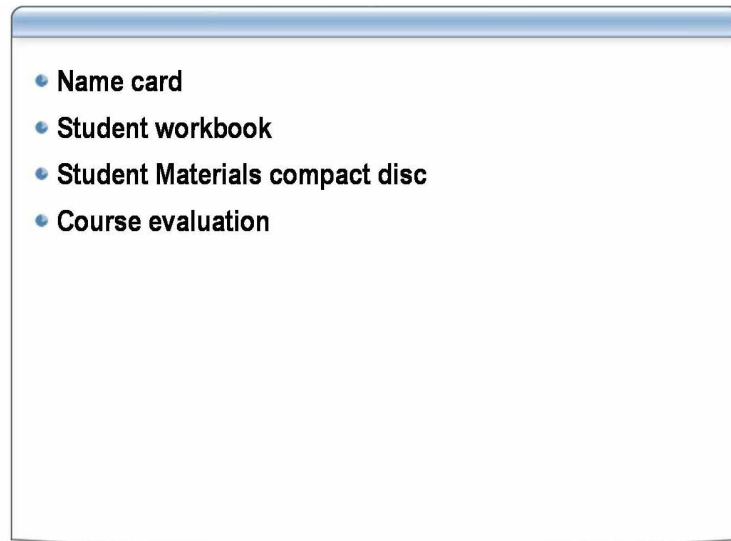 Name card
Student workbook
Student Materials compact disc
Course evaluation